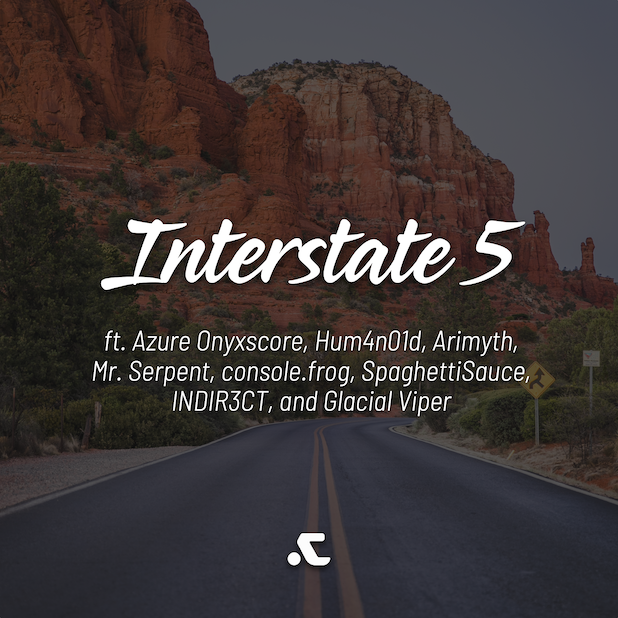 Interstate 5
ft. Azure Onyxscore, Hum4n01d, Arimyth,
Mr. Serpent, console.frog, SpaghettiSauce,
INDIR3CT, and Glacial Viper